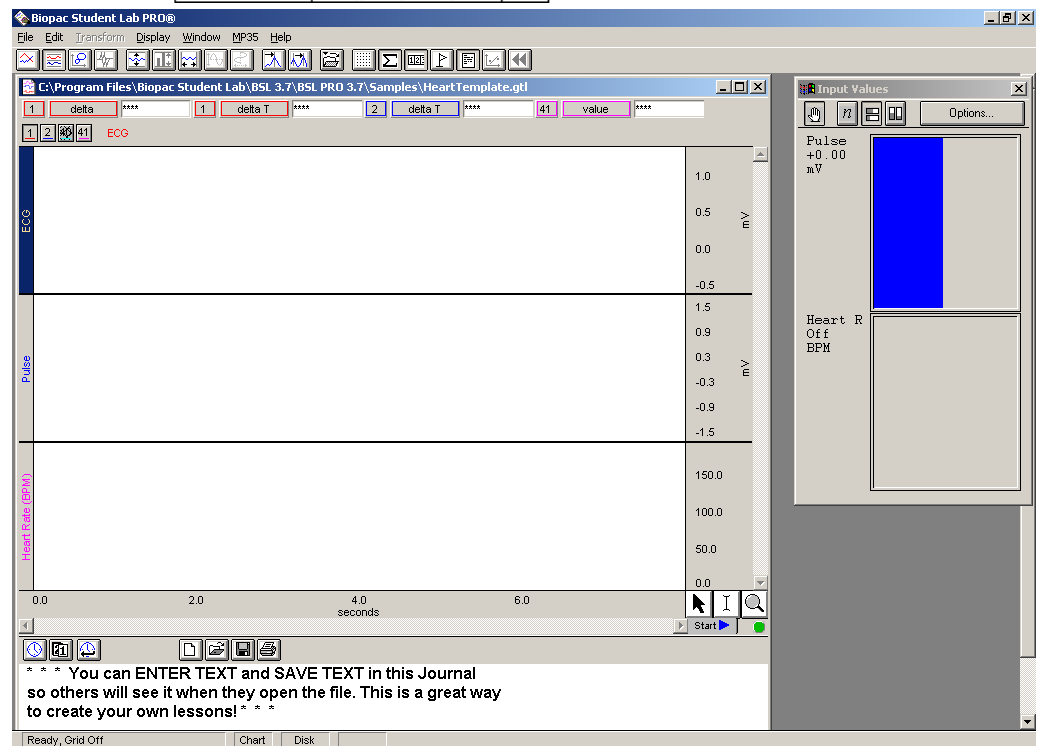 Biopac Student Lab PRO®
File Edit Transform Display Window MP35 Help
C:\Program Files\Biopac Student Lab\BSL 3.7\BSL PRO 3.7\Samples\HeartTemplate.gtl
1 delta **** 1 delta T **** 2 delta T **** 41 value ****
1 2 40 41 ECG
ECG
1.0
0.5
0.0
-0.5
mV
Pulse
1.5
0.9
0.3
-0.3
-0.9
-1.5
mV
Heart Rate (BPM)
150.0
100.0
50.0
0.0
0.0 2.0 4.0 6.0
seconds
Start
* * * You can ENTER TEXT and SAVE TEXT in this Journal
so others will see it when they open the file. This is a great way
to create your own lessons! * * *
Ready, Grid Off Chart Disk
Input Values
n Options...
Pulse
+0.00
mV
Heart R
Off
BPM